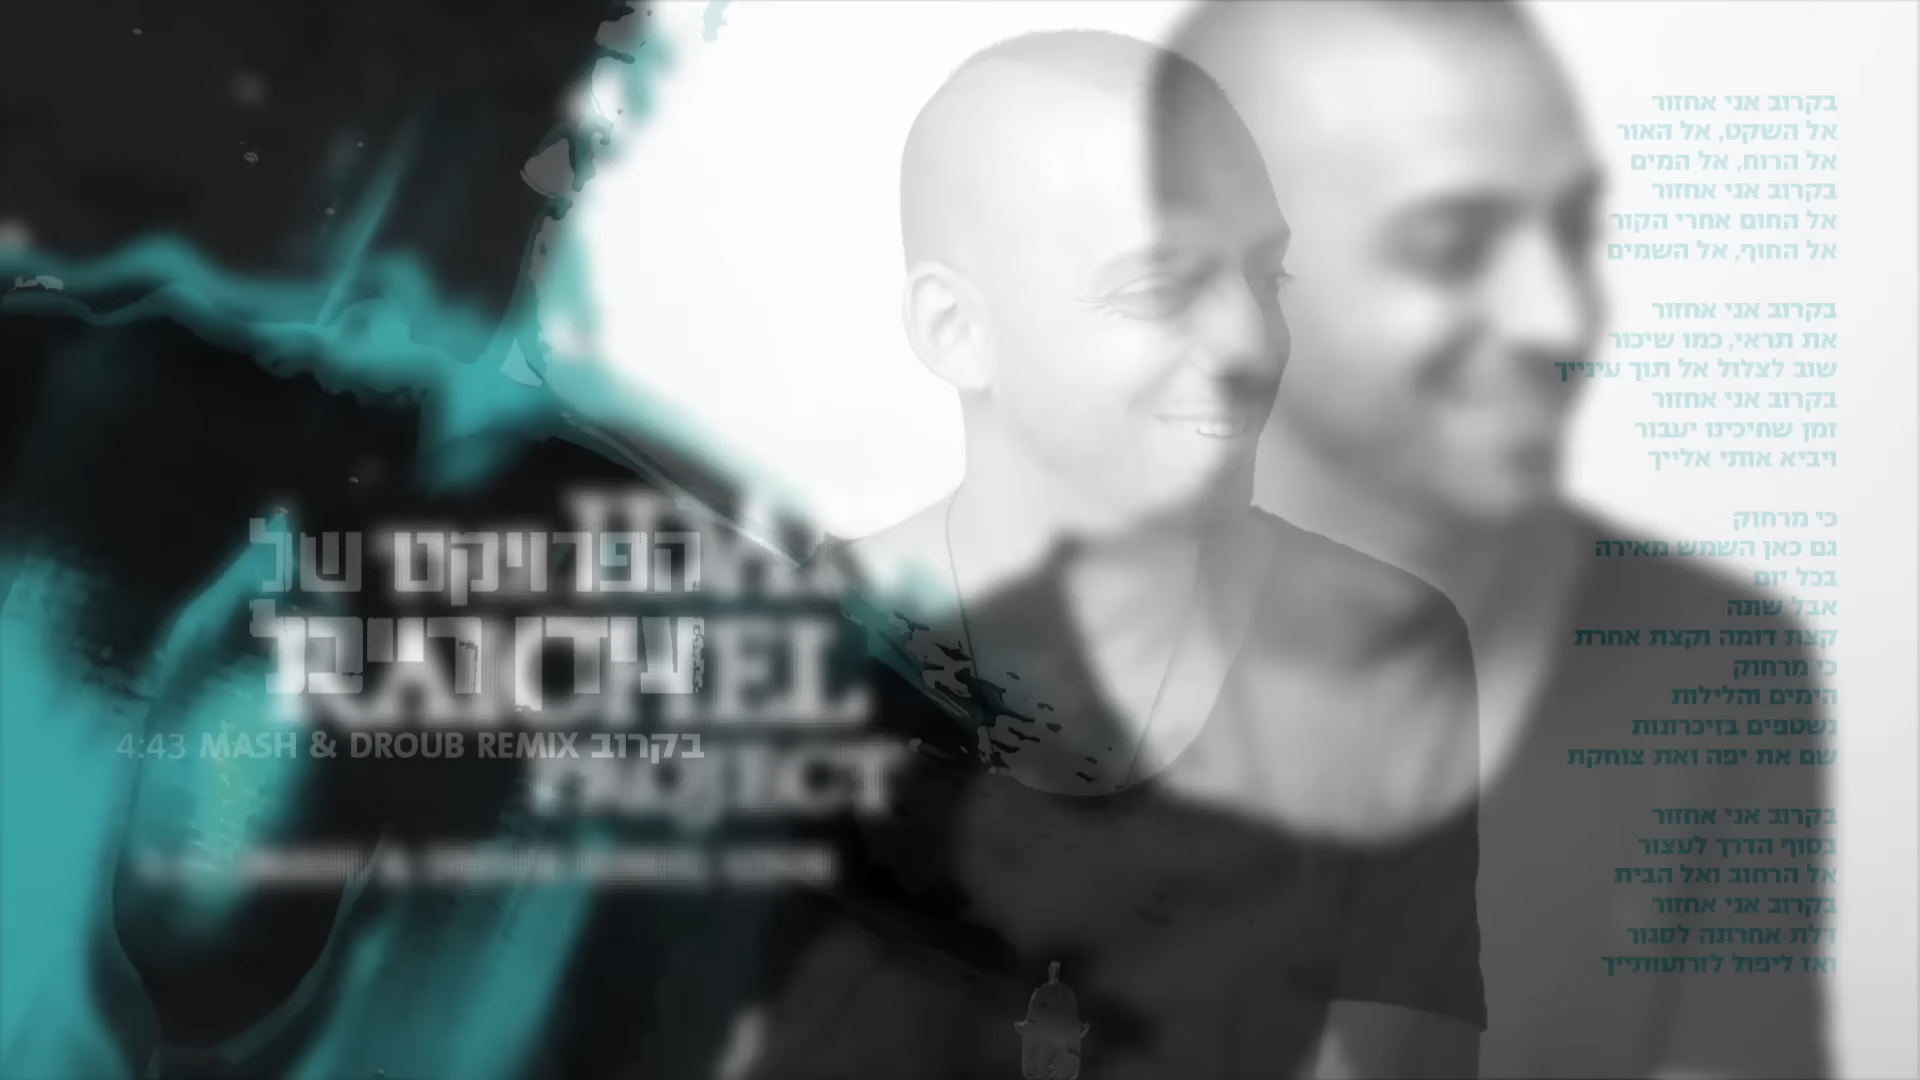 הפרויקט של
עידן רייכל
RAICHEL
PROJECT
4:43 MASH & DROUB REMIX בקרוב
בקרוב אני אחזור
אל השקט, אל האור
אל הרוח, אל המים
בקרוב אני אחזור
אל החום אחרי הקור
אל החוף, אל השמים
בקרוב אני אחזור
את תראי, כמו שיכור
שוב לצלול אל תוך עינייך
בקרוב אני אחזור
זמן שחיכינו יעבור
ויביא אותי אלייך
כי מרחוק
גם כאן השמש מאירה
בכל יום
אבל שונה
קצת דומה וקצת אחרת
כי מרחוק
הימים והלילות
נשטפים בזיכרונות
שם את יפה ואת צוחקת
בקרוב אני אחזור
בסוף הדרך לעצור
אל הרחוב ואל הבית
בקרוב אני אחזור
דלת אחרונה לסגור
ואז ליפול לזרועותייך